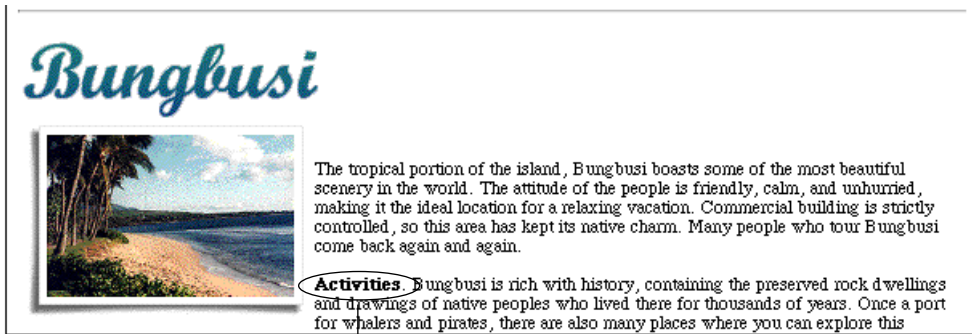 Bungbusi
The tropical portion of the island, Bungbusi boasts some of the most beautiful
scenery in the world. The attitude of the people is friendly, calm, and unhurried,
making it the ideal location for a relaxing vacation. Commercial building is strictly
controlled, so this area has kept its native charm. Many people who tour Bungbusi
come back again and again.
Activities. Bungbusi is rich with history, containing the preserved rock dwellings
and drawings of native peoples who lived there for thousands of years. Once a port
for whalers and pirates, there are also many places where you can explore this